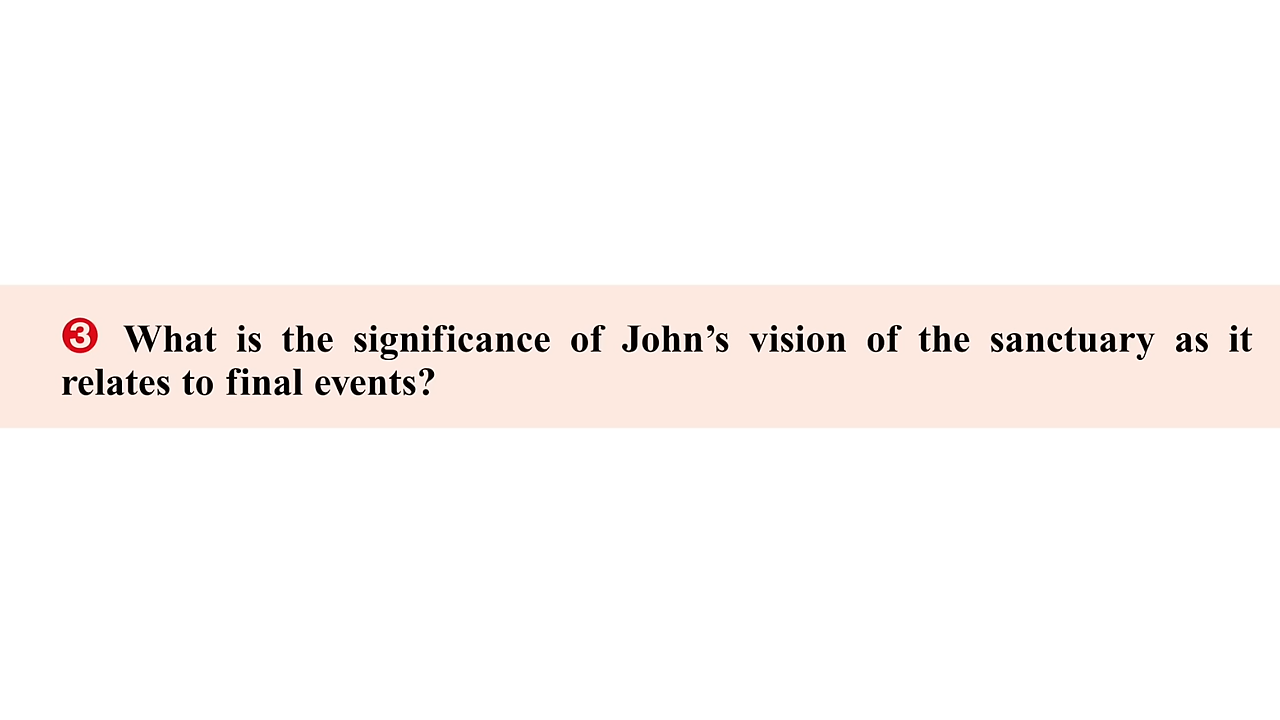 ❸ What is the significance of John’s vision of the sanctuary as it
relates to final events?